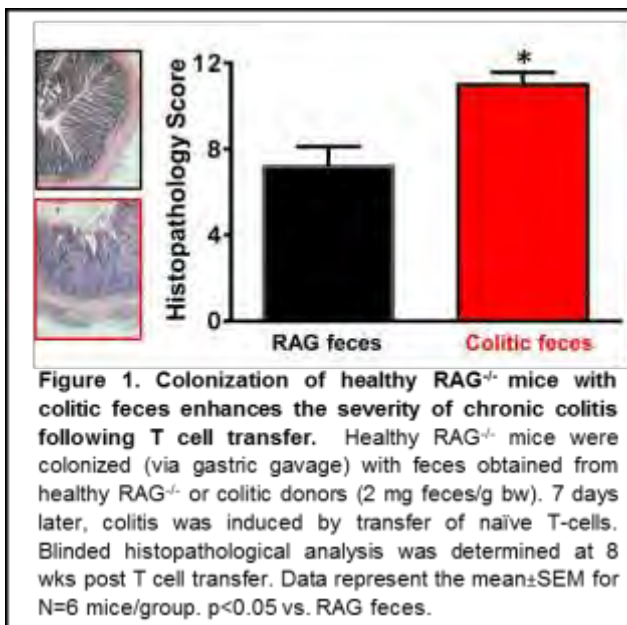 12
8
4
0
Histopathology Score
*
RAG feces
Colitic feces
Figure 1. Colonization of healthy RAG-/- mice with
colitic feces enhances the severity of chronic colitis
following T cell transfer. Healthy RAG-/- mice were
colonized (via gastric gavage) with feces obtained from
healthy RAG-/- or colitic donors (2 mg feces/g bw). 7 days
later, colitis was induced by transfer of naïve T-cells.
Blinded histopathological analysis was determined at 8
wks post T cell transfer. Data represent the mean±SEM for
N=6 mice/group. p<0.05 vs. RAG feces.